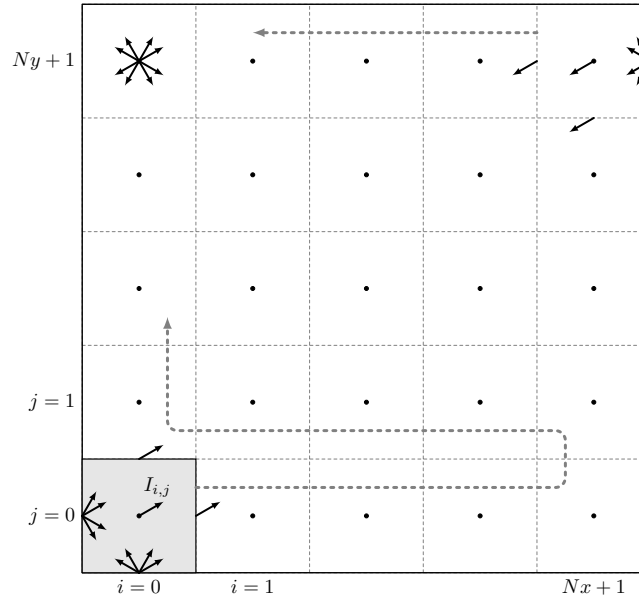 Ny + 1
j = 1
I_{i,j}
j = 0
i = 0 i = 1 Nx + 1